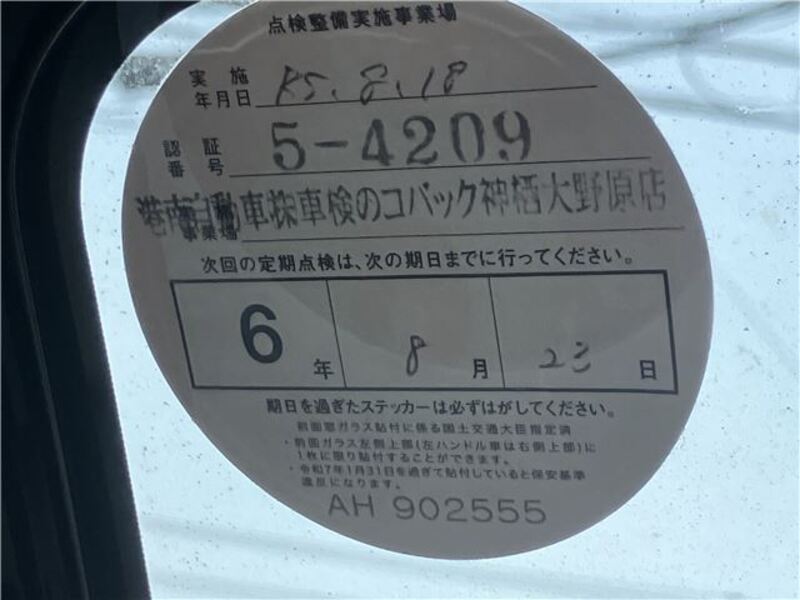 点検整備実施事業場
実施
年月日 R5.8.18
認証
番号 5-4209
港南自動車㈱車検のコバック神栖大野原店
事業場
次回の定期点検は、次の期日までに行ってください。
6年 8月 23日
期日を過ぎたステッカーは必ずはがしてください。
前面窓ガラス貼付に係る国土交通大臣指定済
・前面ガラス左側上部(左ハンドル車は右側上部)に
1枚に限り貼付することができます。
・令和7年1月31日を過ぎて貼付していると保安基準
違反になります。
AH 902555